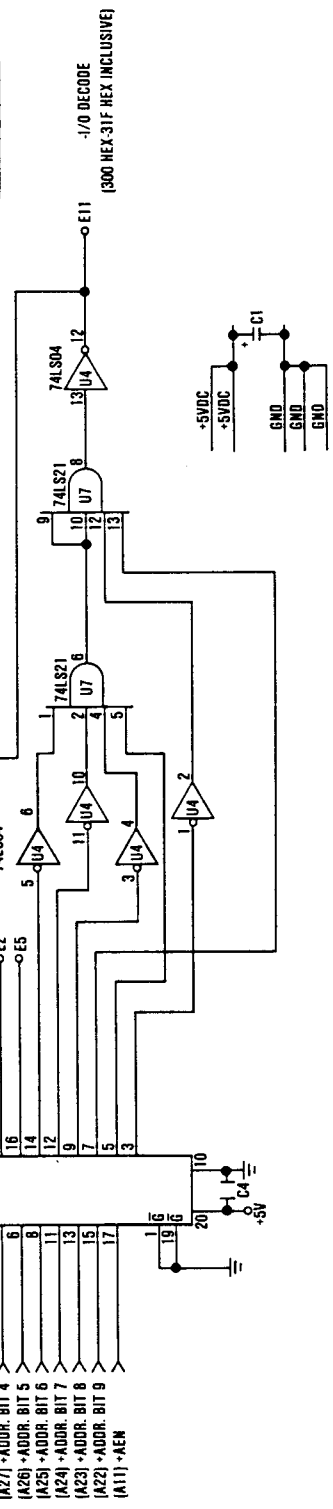 (A27) +ADDR. BIT 4
(A26) +ADDR. BIT 5
(A25) +ADDR. BIT 6
(A24) +ADDR. BIT 7
(A23) +ADDR. BIT 8
(A22) +ADDR. BIT 9
(A11) +AEN
6
8
11
13
15
17
1
19
G
G
20
10
+5V
C4
16
14
12
9
7
5
3
E2
E5
5
U4
6
11
U4
10
3
U4
4
1
U4
2
74LS21
1
2
4
5
U7
6
74LS21
9
10
12
13
U7
8
74LS04
13
U4
12
E11
-I/O DECODE
(300 HEX-31F HEX INCLUSIVE)
+5VDC
+5VDC
+
C1
GND
GND
GND